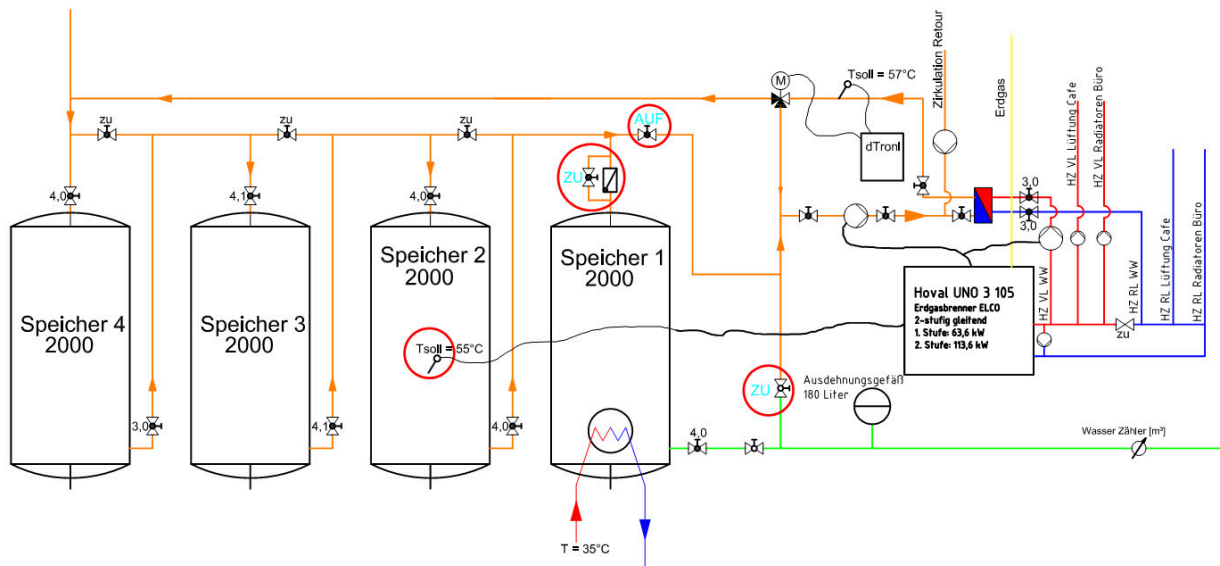 M
Tsoll = 57°C
Zirkulation Retour
Erdgas
HZ VL Lüftung Cafe
HZ VL Radiatoren Büro
zu
zu
zu
AUF
ZU
dTronI
4,0
4,1
4,0
3,0
3,0
HZ RL Lüftung Cafe
HZ RL Radiatoren Büro
Speicher 4
2000
Speicher 3
2000
Speicher 2
2000
Speicher 1
2000
HZ VL WW
HZ RL WW
Hoval UNO 3 105
Erdgasbrenner ELCO
2-stufig gleitend
1. Stufe: 63,6 kW
2. Stufe: 113,6 kW
zu
Tsoll = 55°C
ZU
Ausdehnungsgefäß
180 Liter
3,0
4,1
4,0
4,0
Wasser Zähler [m³]
T = 35°C